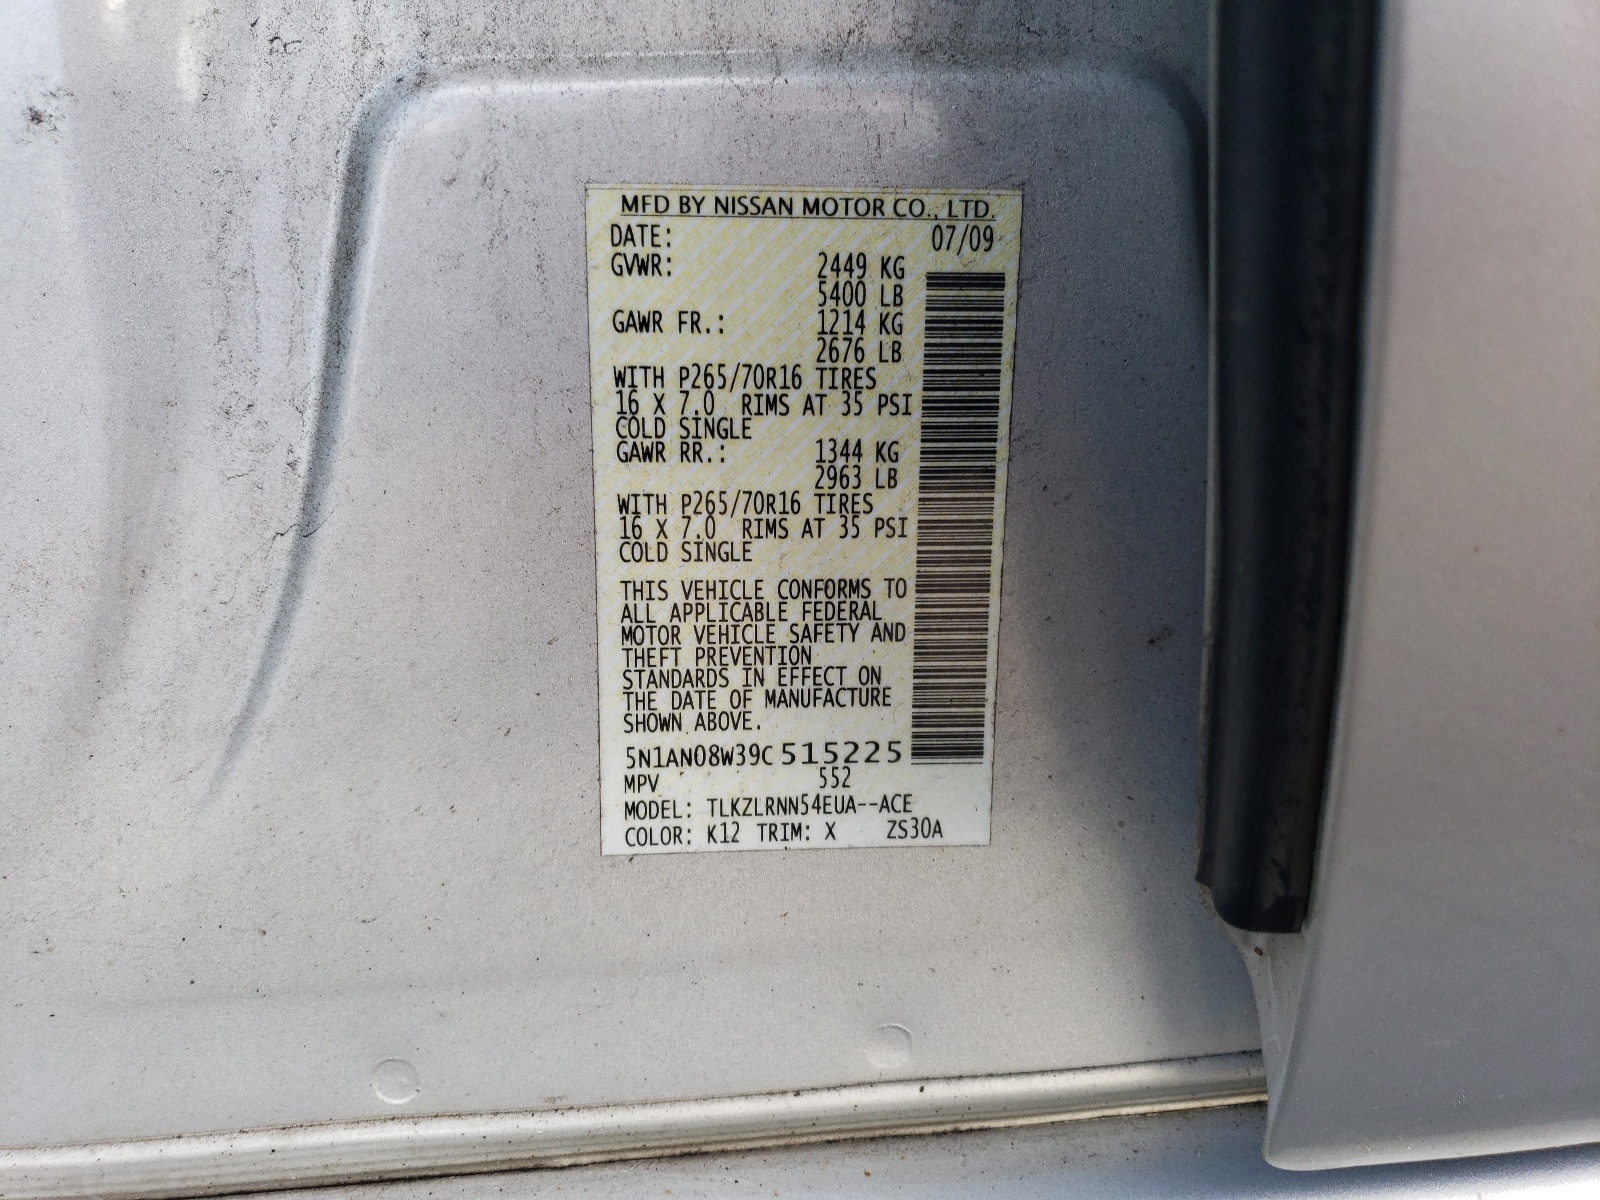 MFD BY NISSAN MOTOR CO., LTD.
DATE: 07/09
GVWR: 2449 KG
5400 LB
GAWR FR.: 1214 KG
2676 LB
WITH P265/70R16 TIRES
16 X 7.0 RIMS AT 35 PSI
COLD SINGLE
GAWR RR.: 1344 KG
2963 LB
WITH P265/70R16 TIRES
16 X 7.0 RIMS AT 35 PSI
COLD SINGLE
THIS VEHICLE CONFORMS TO
ALL APPLICABLE FEDERAL
MOTOR VEHICLE SAFETY AND
THEFT PREVENTION
STANDARDS IN EFFECT ON
THE DATE OF MANUFACTURE
SHOWN ABOVE.
5N1AN08W39C515225
MPV 552
MODEL: TLKZLRNN54EUA--ACE
COLOR: K12 TRIM: X ZS30A